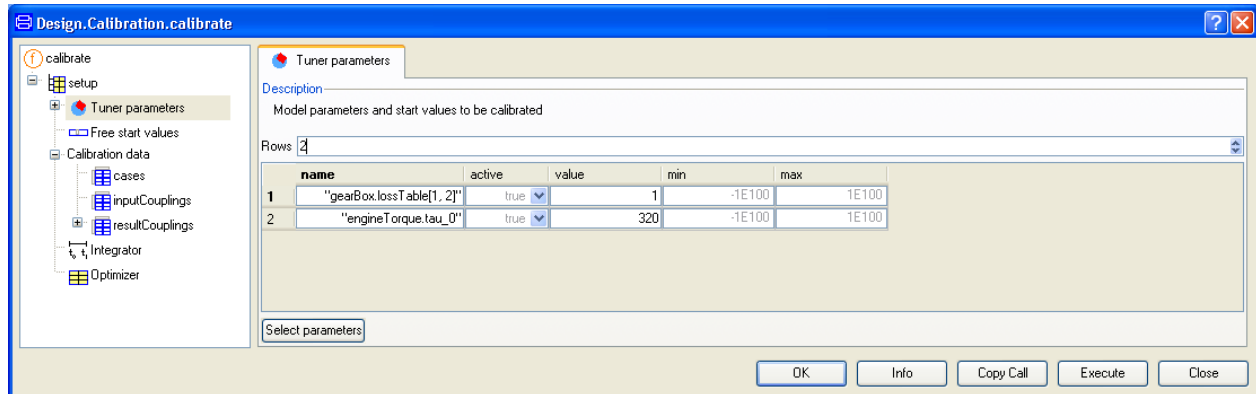 Design.Calibration.calibrate
calibrate
setup
Tuner parameters
Free start values
Calibration data
cases
inputCouplings
resultCouplings
Integrator
Optimizer
Tuner parameters
Description
Model parameters and start values to be calibrated
Rows 2
name active value min max
1 "gearBox.lossTable[1, 2]" true 1 -1E100 1E100
2 "engineTorque.tau_0" true 320 -1E100 1E100
Select parameters
OK Info Copy Call Execute Close